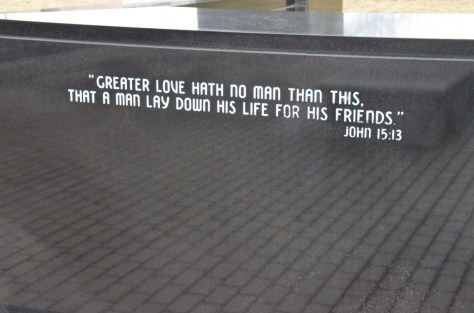 "GREATER LOVE HATH NO MAN THAN THIS,
THAT A MAN LAY DOWN HIS LIFE FOR HIS FRIENDS."
JOHN 15:13